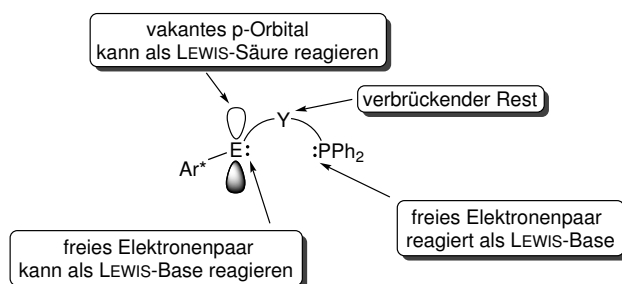 vakantes p-Orbital
kann als LEWIS-Säure reagieren
verbrückender Rest
Y
E:
:PPh2
Ar*
freies Elektronenpaar
reagiert als LEWIS-Base
freies Elektronenpaar
kann als LEWIS-Base reagieren